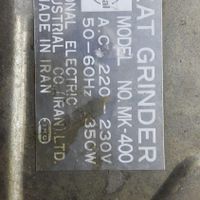 AT GRINDER
MODEL NO. MK-400
A.C. 220-230V
50-60Hz 350W
ONAL ELECTRIC
USTRIAL CO. (IRAN) LTD.
MADE IN IRAN